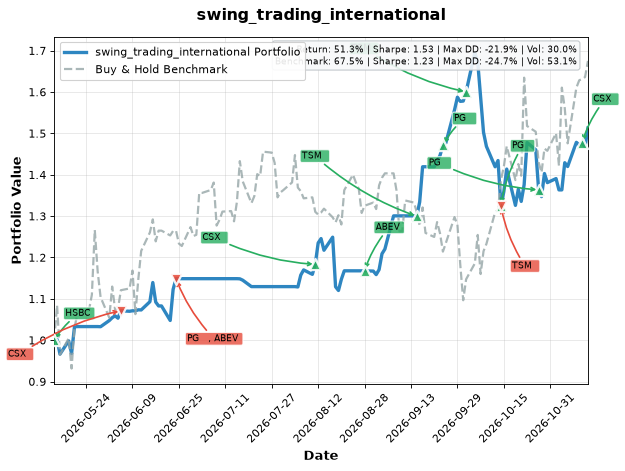 swing_trading_international
swing_trading_international Portfolio
Buy & Hold Benchmark
eturn: 51.3% | Sharpe: 1.53 | Max DD: -21.9% | Vol: 30.0%
enchmark: 67.5% | Sharpe: 1.23 | Max DD: -24.7% | Vol: 53.1%
Portfolio Value
1.7
1.6
1.5
1.4
1.3
1.2
1.1
1.0
0.9
CSX
PG
PG
TSM
PG
ABEV
CSX
TSM
HSBC
PG , ABEV
CSX
2026-05-24
2026-06-09
2026-06-25
2026-07-11
2026-07-27
2026-08-12
2026-08-28
2026-09-13
2026-09-29
2026-10-15
2026-10-31
Date